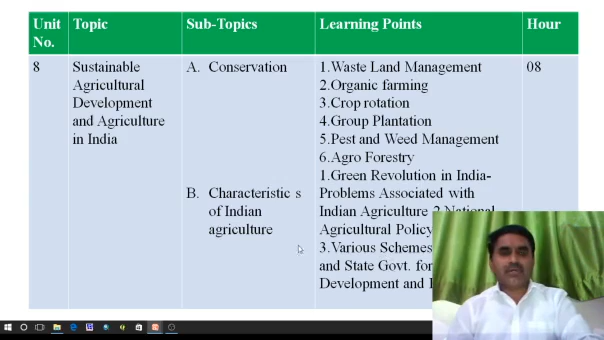 Unit No. Topic Sub-Topics Learning Points Hour
8 Sustainable Agricultural Development and Agriculture in India
A. Conservation
1.Waste Land Management
2.Organic farming
3.Crop rotation
4.Group Plantation
5.Pest and Weed Management
6.Agro Forestry
08
B. Characteristic s of Indian agriculture
1.Green Revolution in India-
Problems Associated with
Indian Agriculture 2.National
Agricultural Policy
3.Various Schemes
and State Govt. for
Development and